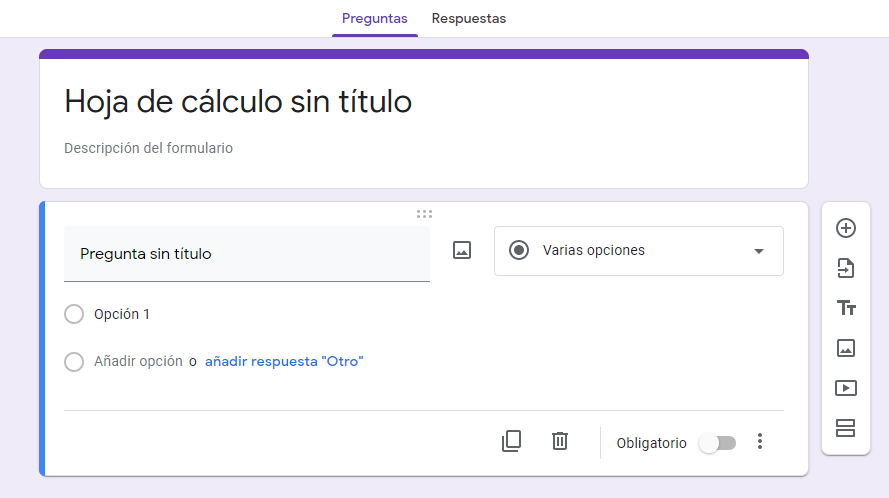 Preguntas Respuestas
Hoja de cálculo sin título
Descripción del formulario
Pregunta sin título
Varias opciones
Opción 1
Añadir opción o añadir respuesta "Otro"
Obligatorio